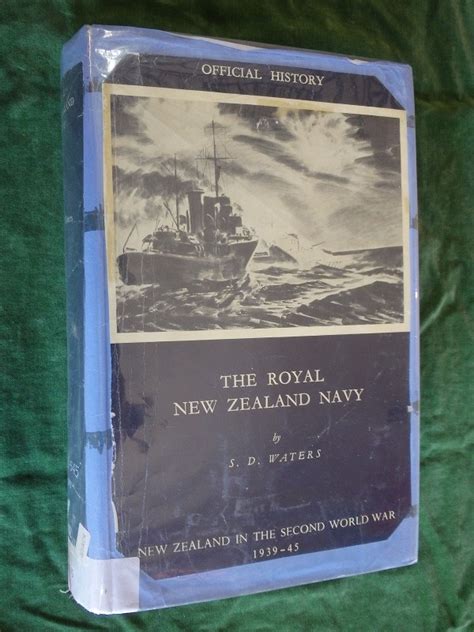 OFFICIAL HISTORY
THE ROYAL
NEW ZEALAND NAVY
by
S. D. WATERS
NEW ZEALAND IN THE SECOND WORLD WAR
1939-45